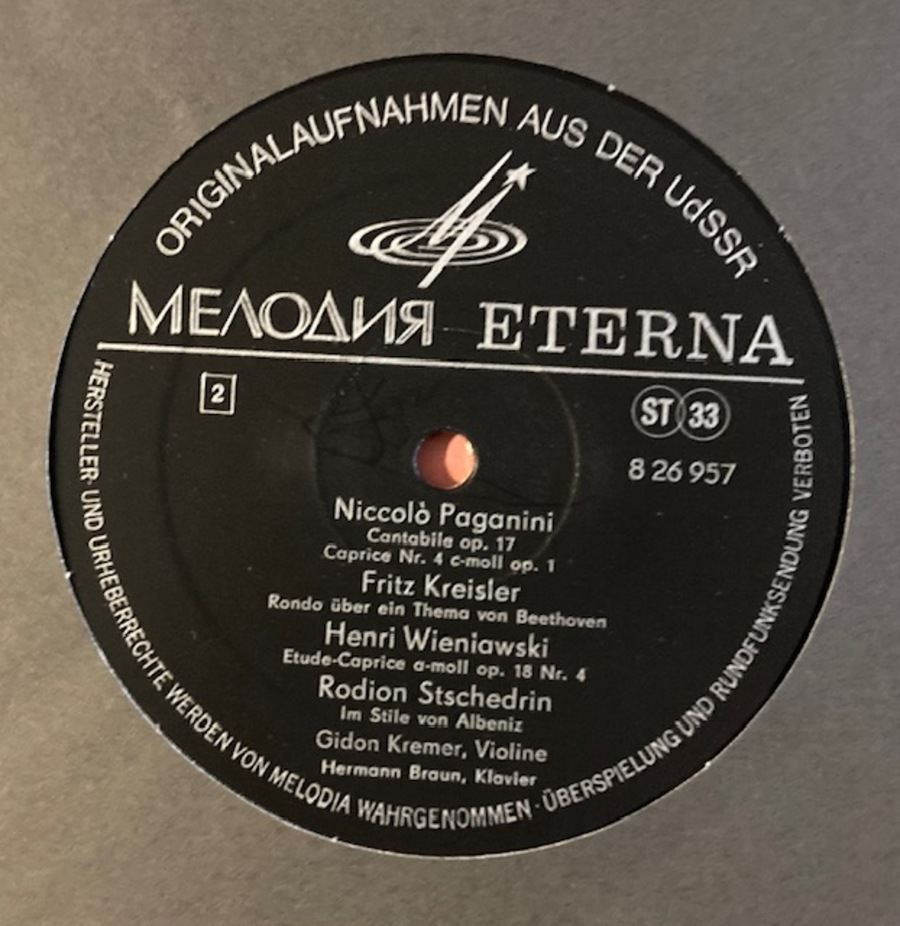 ORIGINALAUFNAHMEN AUS DER UdSSR
МЕЛОДИЯ ETERNA
2
ST 33
8 26 957
Niccolò Paganini
Cantabile op. 17
Caprice Nr. 4 c-moll op. 1
Fritz Kreisler
Rondo über ein Thema von Beethoven
Henri Wieniawski
Etude-Caprice a-moll op. 18 Nr. 4
Rodion Stschedrin
Im Stile von Albeniz
Gidon Kremer, Violine
Hermann Braun, Klavier
HERSTELLER- UND URHEBERRECHTE WERDEN VON MELODIA WAHRGENOMMEN · ÜBERSPIELUNG UND RUNDFUNKSENDUNG VERBOTEN